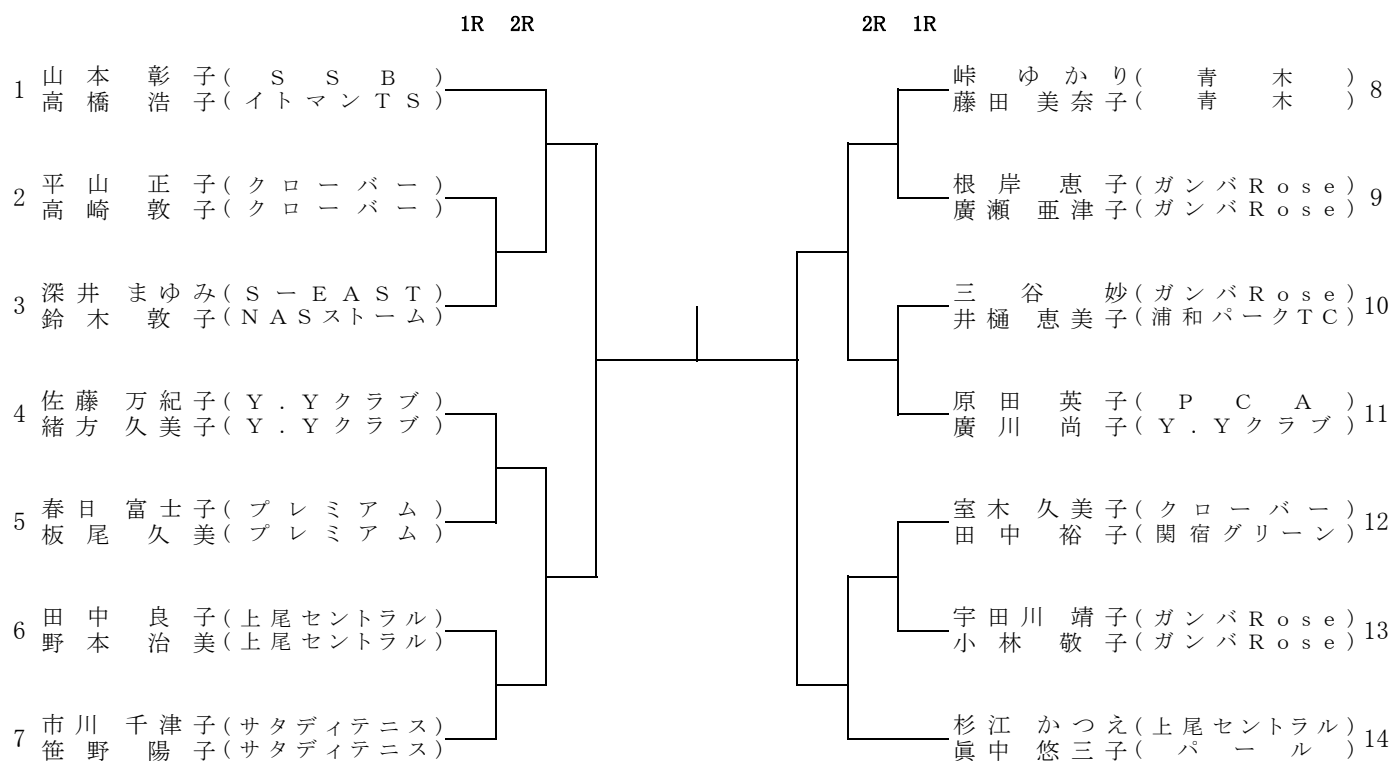 1R 2R
2R 1R
1 山本 彰子(SSB)
高橋 浩子(イトマンTS)
2 平山 正子(クローバー)
高崎 敦子(クローバー)
3 深井 まゆみ(SーEAST)
鈴木 敦子(NASストーム)
4 佐藤 万紀子(Y.Yクラブ)
緒方 久美子(Y.Yクラブ)
5 春日 富士子(プレミアム)
板尾 久美(プレミアム)
6 田中 良子(上尾セントラル)
野本 治美(上尾セントラル)
7 市川 千津子(サタディテニス)
笹野 陽子(サタディテニス)
峠 ゆかり(青木) 8
藤田 美奈子(青木)
根岸 恵子(ガンバRose) 9
廣瀬 亜津子(ガンバRose)
三谷 妙(ガンバRose) 10
井樋 恵美子(浦和パークTC)
原田 英子(PCA) 11
廣川 尚子(Y.Yクラブ)
室木 久美子(クローバー) 12
田中 裕子(関宿グリーン)
宇田川 靖子(ガンバRose) 13
小林 敬子(ガンバRose)
杉江 かつえ(上尾セントラル) 14
眞中 悠三子(パール)